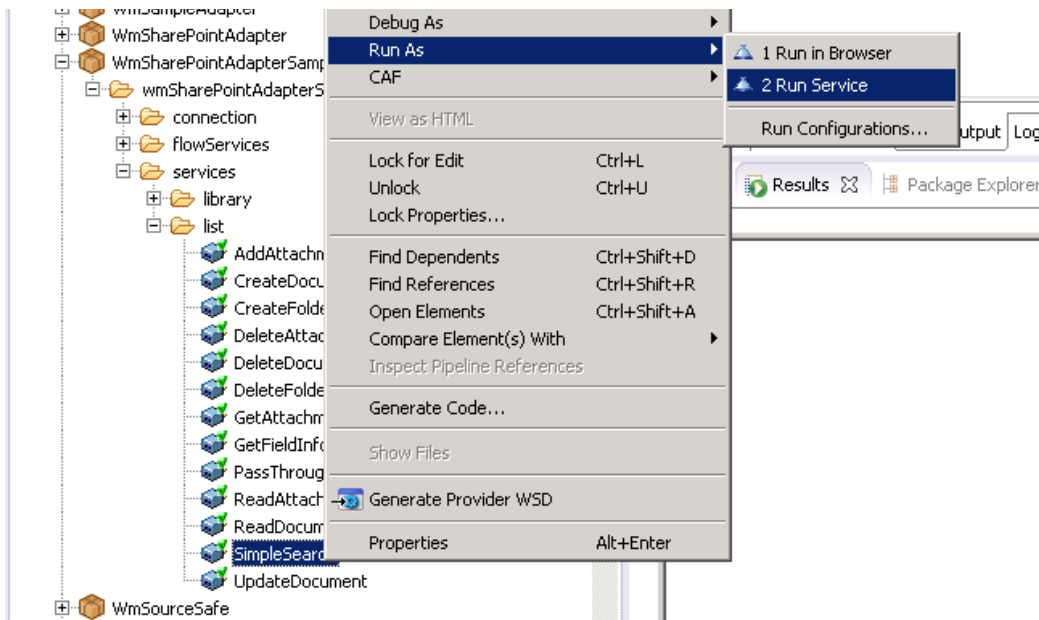 WmSampleAdapter
WmSharePointAdapter
WmSharePointAdapterSamp
wmSharePointAdapterS
connection
flowServices
services
library
list
AddAttachm
CreateDocu
CreateFolde
DeleteAttac
DeleteDocu
DeleteFolde
GetAttachm
GetFieldInfo
PassThroug
ReadAttach
ReadDocum
SimpleSearc
UpdateDocument
WmSourceSafe
Debug As
Run As
CAF
View as HTML
Lock for Edit Ctrl+L
Unlock Ctrl+U
Lock Properties...
Find Dependents Ctrl+Shift+D
Find References Ctrl+Shift+R
Open Elements Ctrl+Shift+A
Compare Element(s) With
Inspect Pipeline References
Generate Code...
Show Files
Generate Provider WSD
Properties Alt+Enter
1 Run in Browser
2 Run Service
Run Configurations...
utput Log
Results Package Explorer